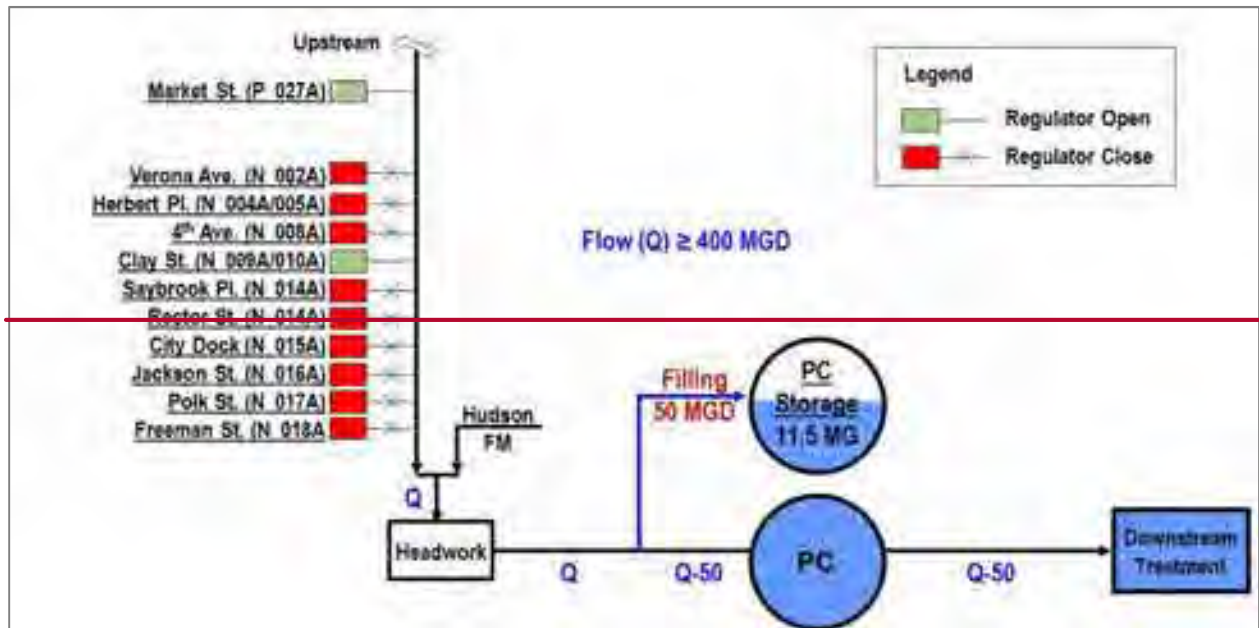 Upstream
Market St. (P 027A)
Legend
Regulator Open
Regulator Close
Verona Ave. (N 002A)
Herbert Pl. (N 004A/005A)
4th Ave. (N 008A)
Clay St. (N 009A/010A)
Flow (Q) ≥ 400 MGD
Saybrook Pl. (N 014A)
Rector St. (N 014A)
City Dock (N 015A)
Jackson St. (N 016A)
Polk St. (N 017A)
Freeman St. (N 018A
Filling
50 MGD
PC
Storage
11.5 MG
Hudson
FM
Q
Headwork
Q
Q-50
PC
Q-50
Downstream
Treatment